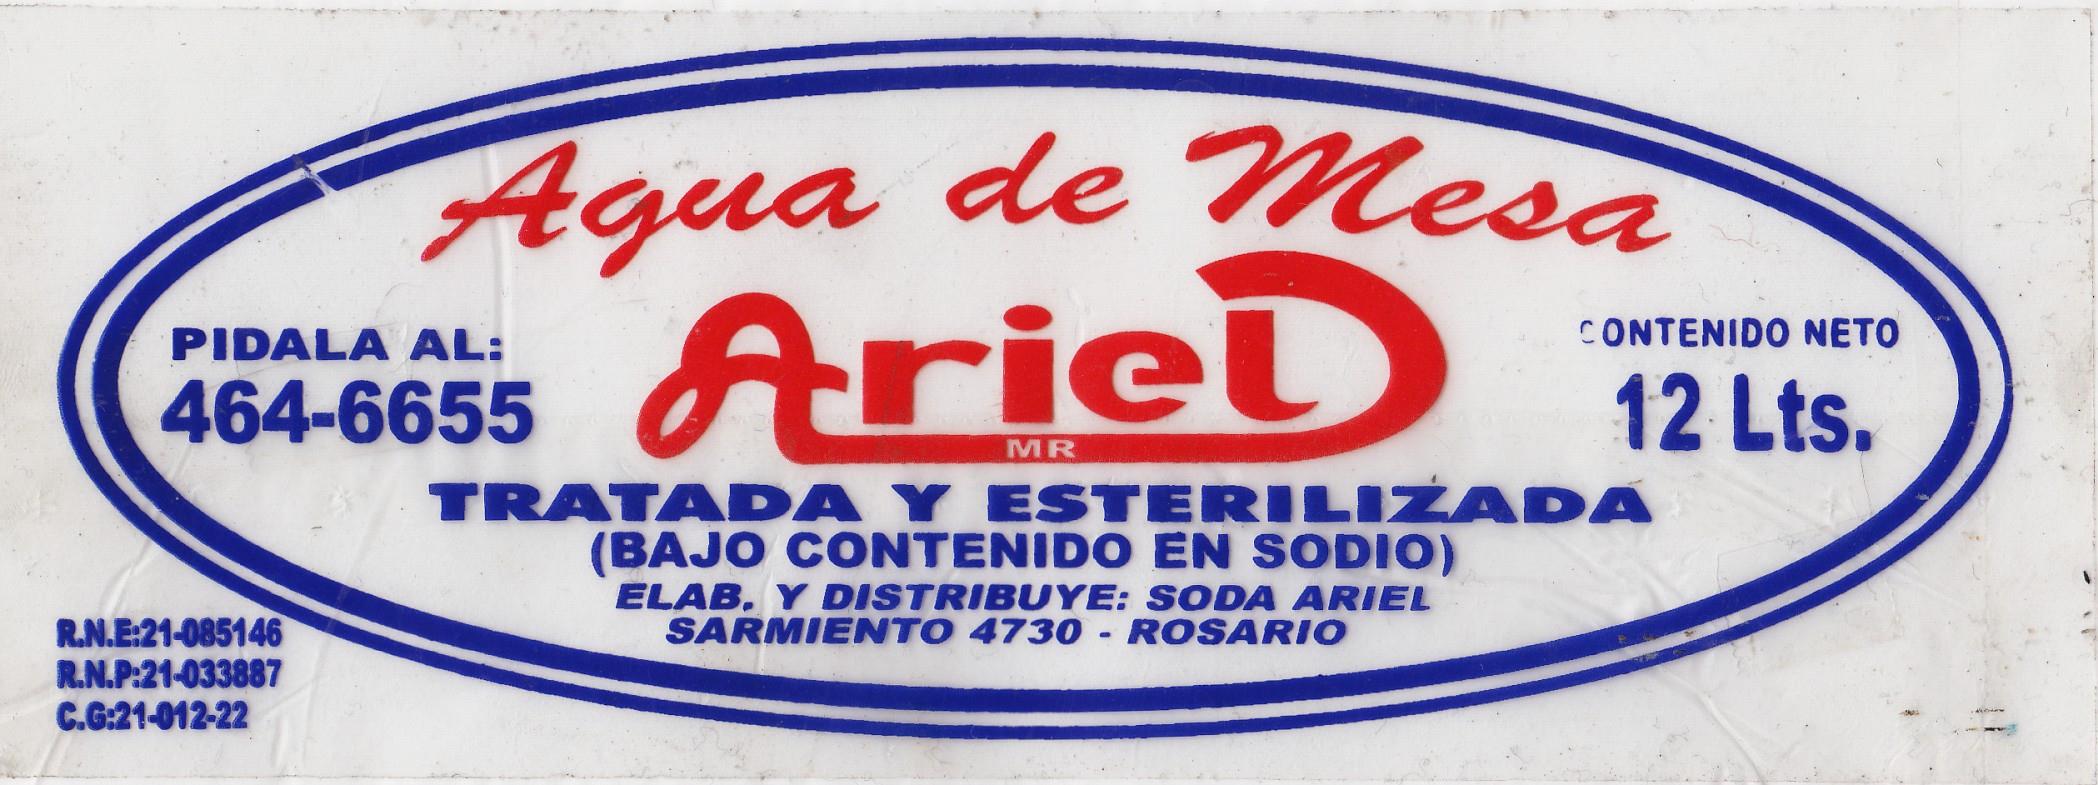 Agua de Mesa
PIDALA AL:
464-6655
Ariel
MR
CONTENIDO NETO
12 Lts.
TRATADA Y ESTERILIZADA
(BAJO CONTENIDO EN SODIO)
ELAB. Y DISTRIBUYE: SODA ARIEL
SARMIENTO 4730 - ROSARIO
R.N.E:21-085146
R.N.P:21-033887
C.G:21-012-22